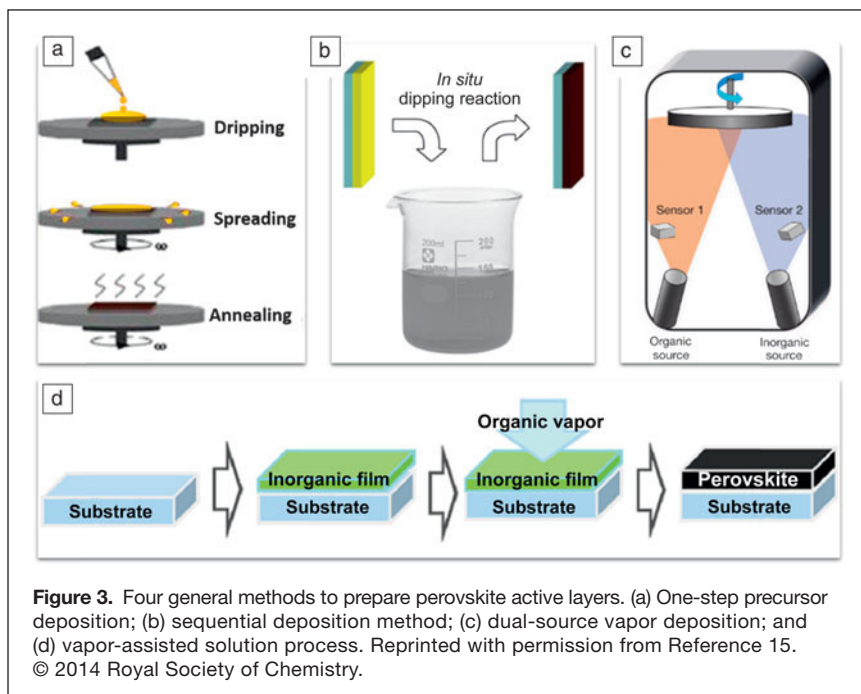 a
Dripping
Spreading
ω
Annealing
ω
b
In situ
dipping reaction
200ml
200
150
c
Sensor 1
Sensor 2
Organic
source
Inorganic
source
d
Substrate
Inorganic film
Substrate
Organic vapor
Inorganic film
Substrate
Perovskite
Substrate
Figure 3. Four general methods to prepare perovskite active layers. (a) One-step precursor
deposition; (b) sequential deposition method; (c) dual-source vapor deposition; and
(d) vapor-assisted solution process. Reprinted with permission from Reference 15.
© 2014 Royal Society of Chemistry.